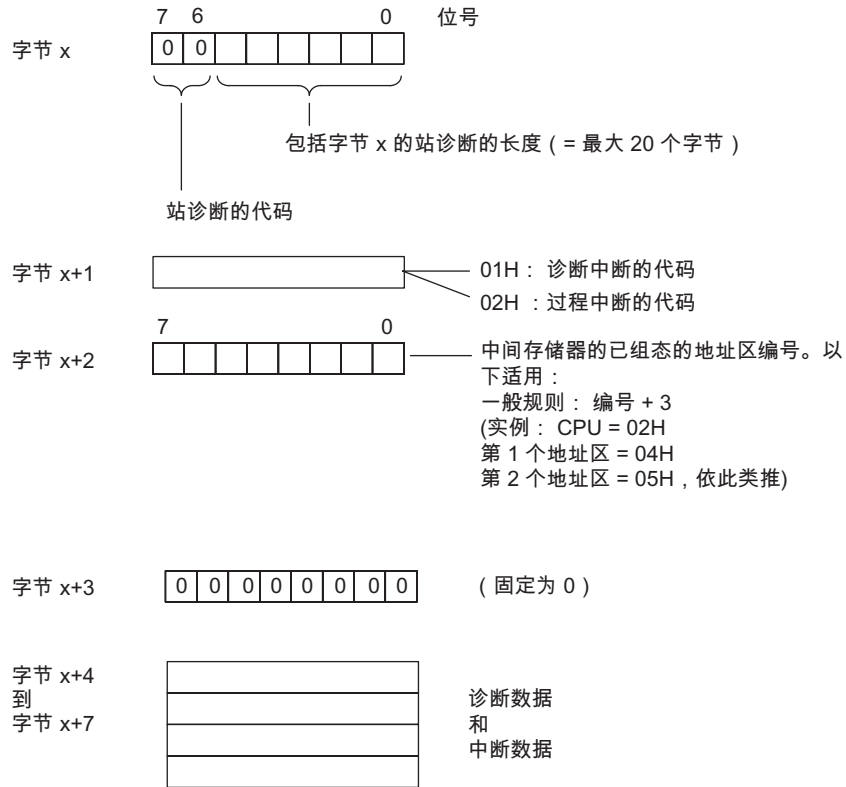 7 6 0 位号
字节 x 0 0
包括字节 x 的站诊断的长度（= 最大 20 个字节）
站诊断的代码
字节 x+1
01H： 诊断中断的代码
02H ：过程中断的代码
7 0
字节 x+2
中间存储器的已组态的地址区编号。以
下适用：
一般规则： 编号 + 3
(实例： CPU = 02H
第 1 个地址区 = 04H
第 2 个地址区 = 05H，依此类推)
字节 x+3 0 0 0 0 0 0 0 0 （固定为 0）
字节 x+4
到
字节 x+7
诊断数据
和
中断数据